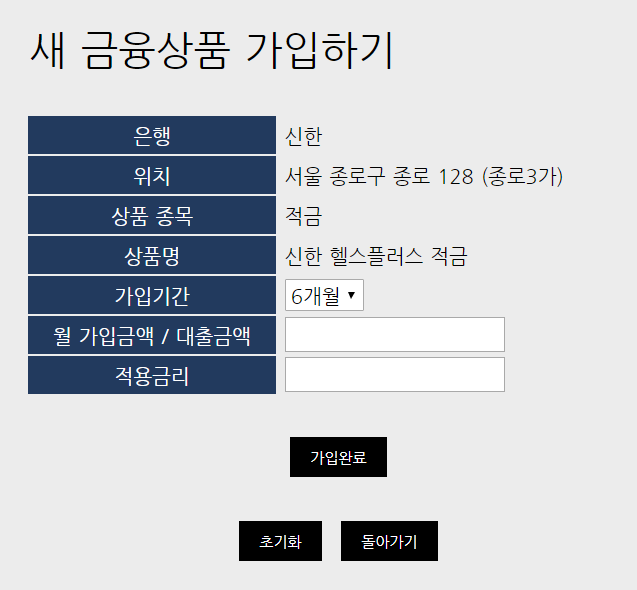 새 금융상품 가입하기
은행 신한
위치 서울 종로구 종로 128 (종로3가)
상품 종목 적금
상품명 신한 헬스플러스 적금
가입기간 6개월 ▼
월 가입금액 / 대출금액
적용금리
가입완료
초기화 돌아가기